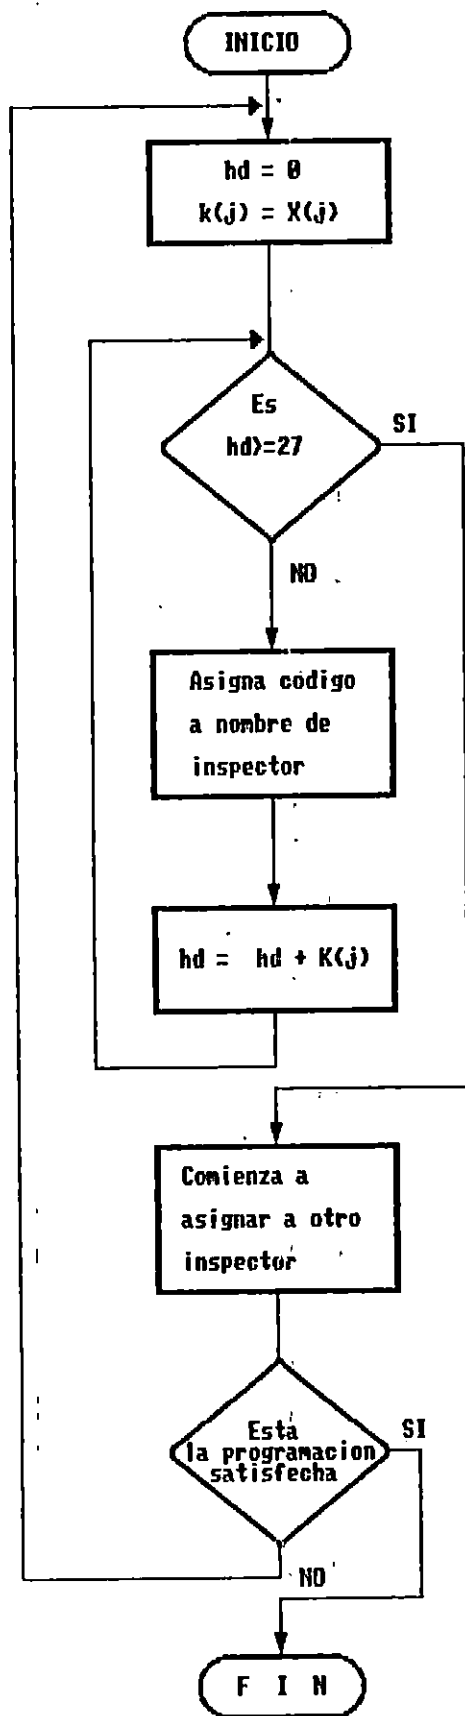 INICIO
hd = 0
k(j) = X(j)
Es
hd>=27
SI
NO
Asigna código
a nombre de
inspector
hd = hd + K(j)
Comienza a
asignar a otro
inspector
Está
la programacion
satisfecha
SI
NO
F I N